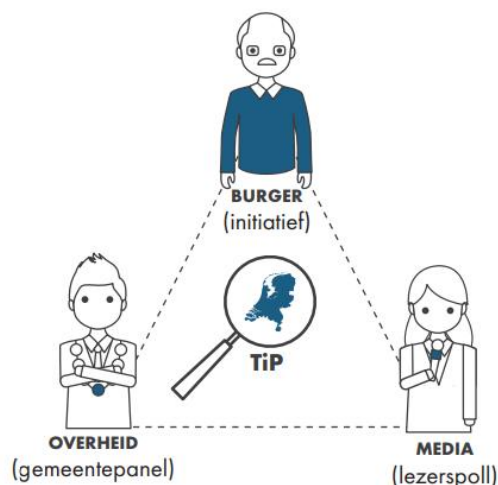 BURGER
(initiatief)
TiP
OVERHEID
(gemeentepanel)
MEDIA
(lezerspoll)